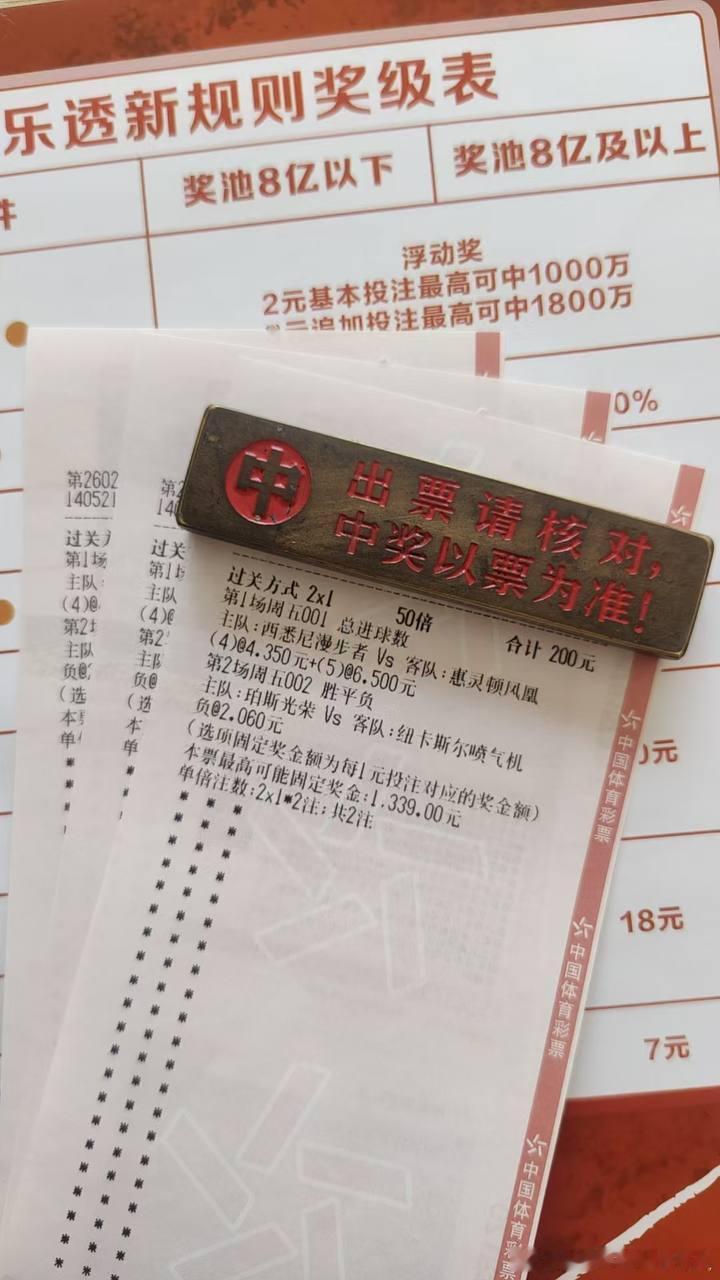 乐透新规则奖级表
件
奖池8亿以下
奖池8亿及以上
浮动奖
2元基本投注最高可中1000万
元追加投注最高可中1800万
0%
中
出票请核对,
中奖以票为准!
第2602
140521
过关方
第1场
主队:
(4)@
第2场
主队
负@
(选
本票
单
第2
14
过关
第1场
主队
(4)@
第2
主队
负@
(选
本票
单
过关方式 2x1 50倍 合计 200元
第1场周五001 总进球数
主队:西悉尼漫步者 Vs 客队:惠灵顿凤凰
(4)@4.350元+(5)@6.500元
第2场周五002 胜平负
主队:珀斯光荣 Vs 客队:纽卡斯尔喷气机
负@2.060元
(选项固定奖金额为每1元投注对应的奖金额)
本票最高可能固定奖金:1,339.00元
单倍注数:2x1*2注;共2注
中国体育彩票
中国体育彩票
中国体育彩票
0元
18元
7元